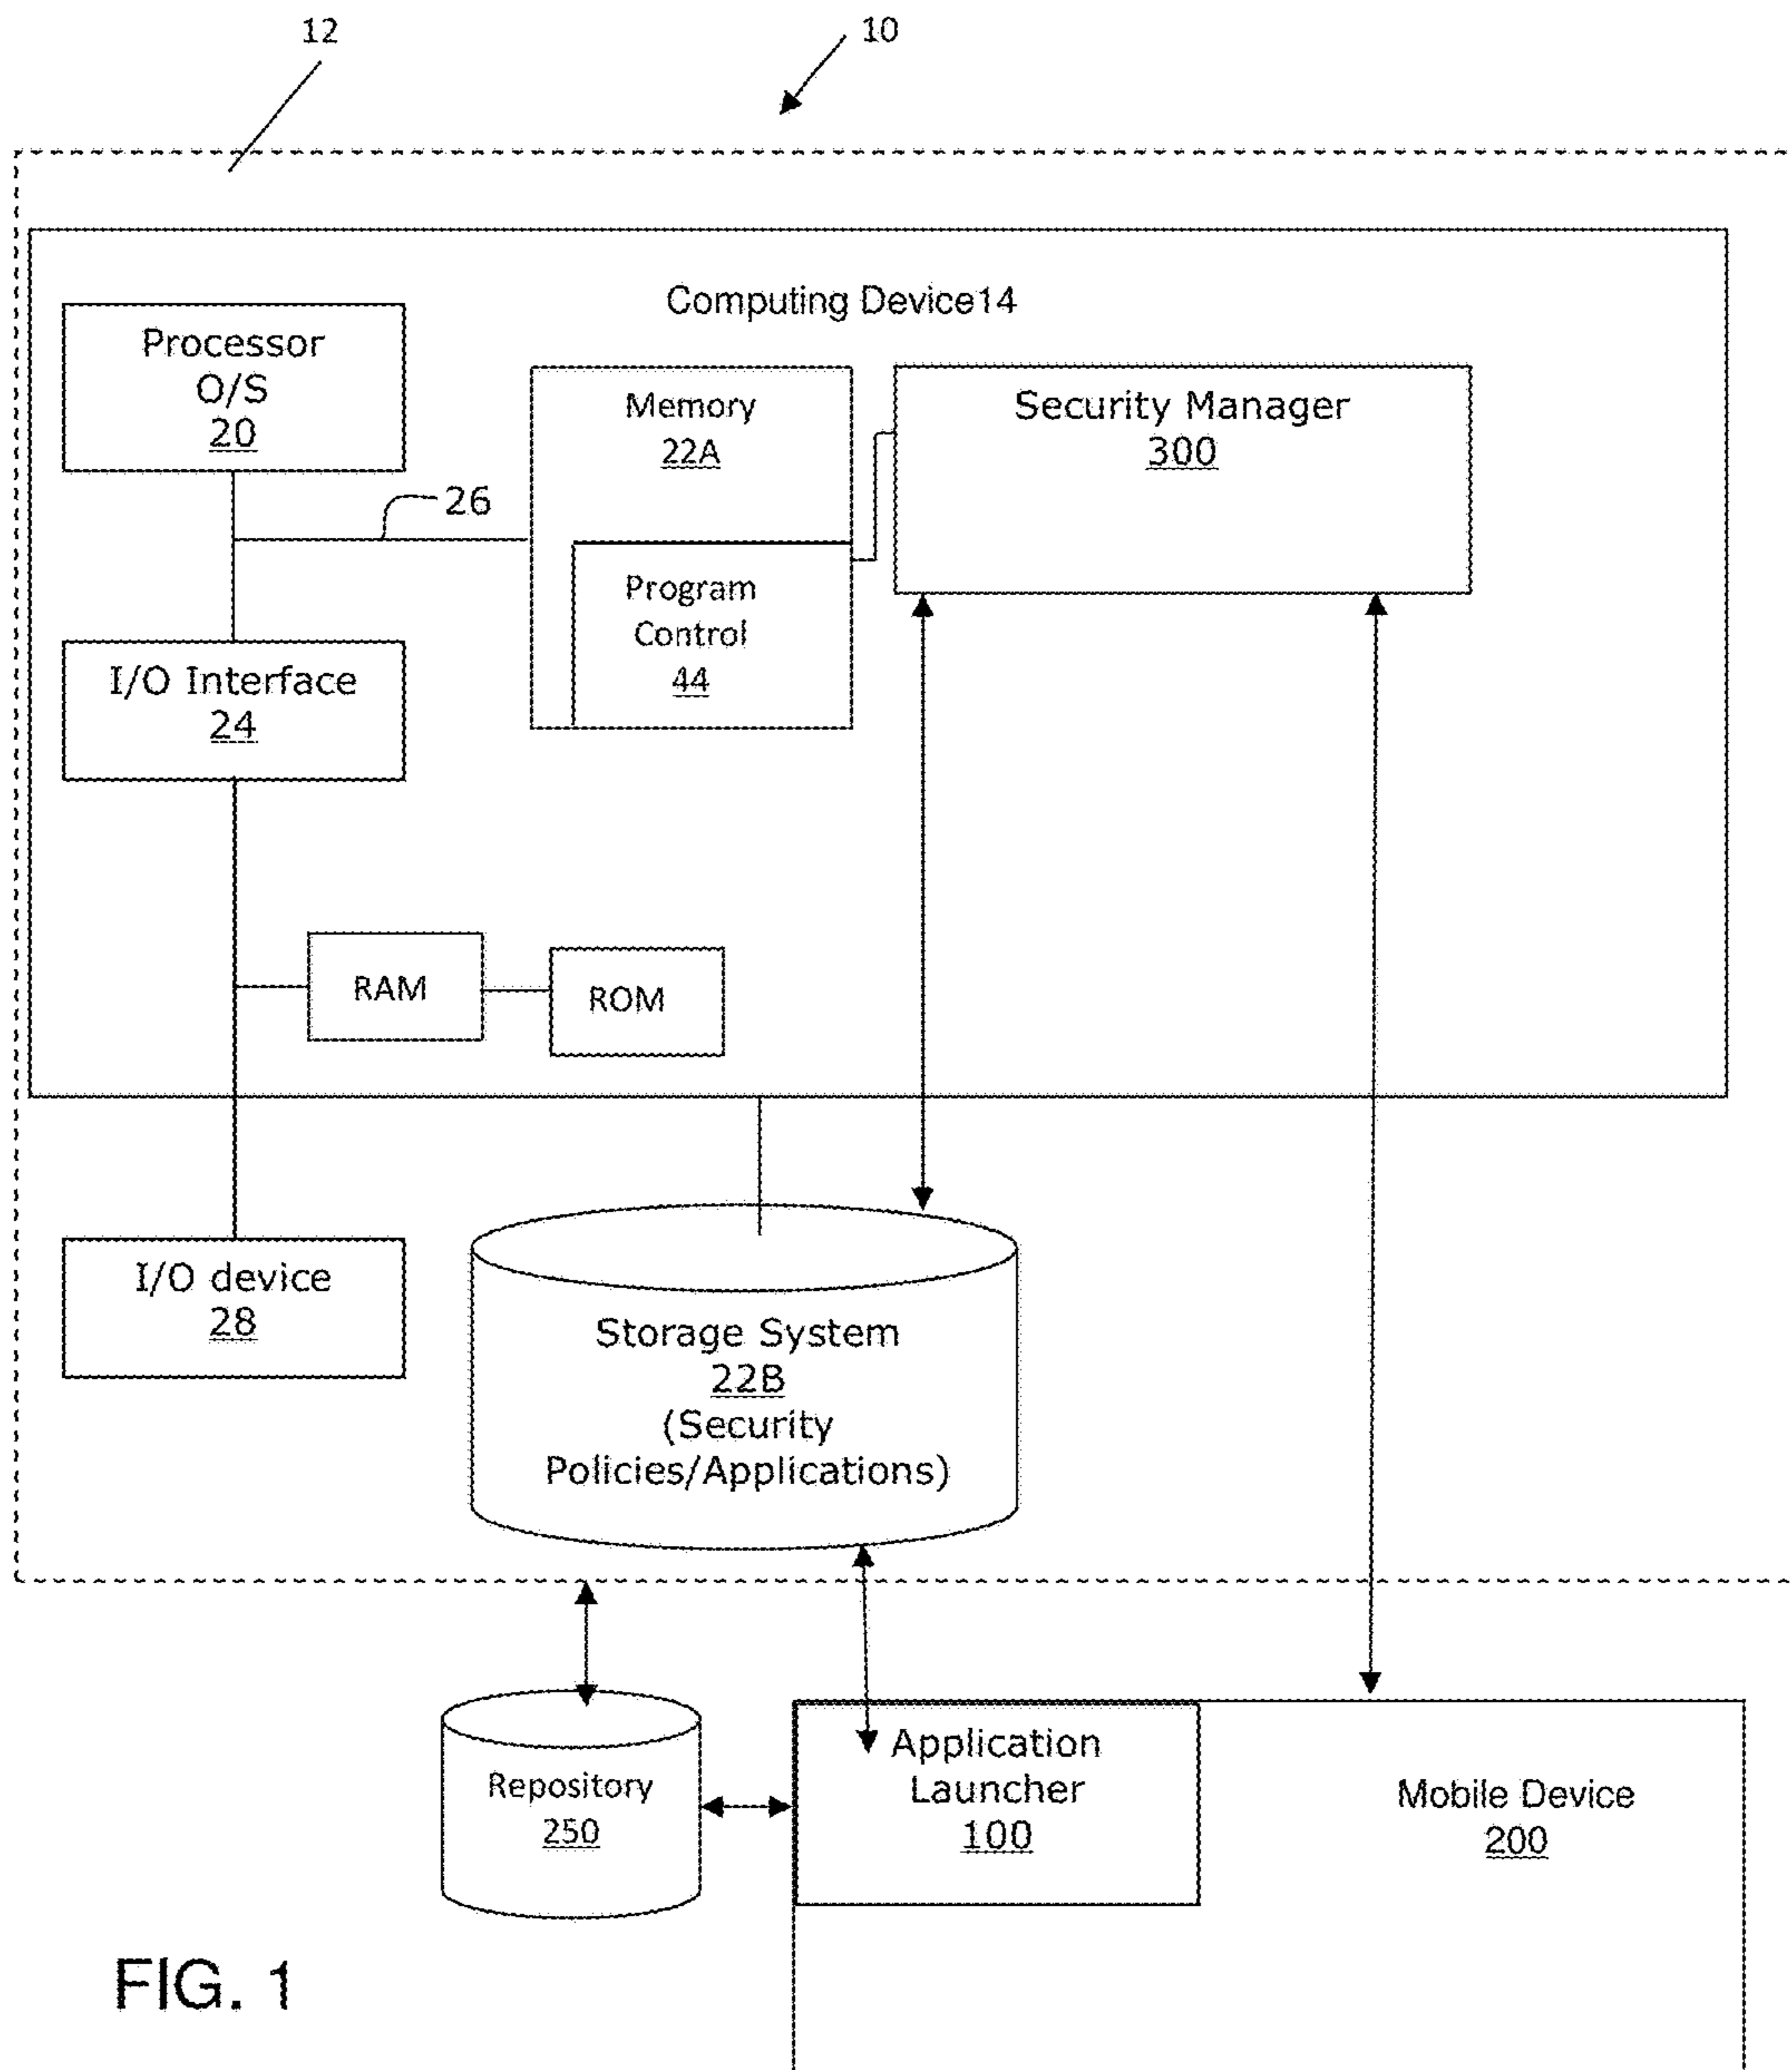 12
10
Computing Device14
Processor
O/S
20
Memory
22A
Security Manager
300
26
Program
Control
44
I/O Interface
24
RAM
ROM
I/O device
28
Storage System
22B
(Security
Policies/Applications)
Repository
250
Application
Launcher
100
Mobile Device
200
FIG. 1